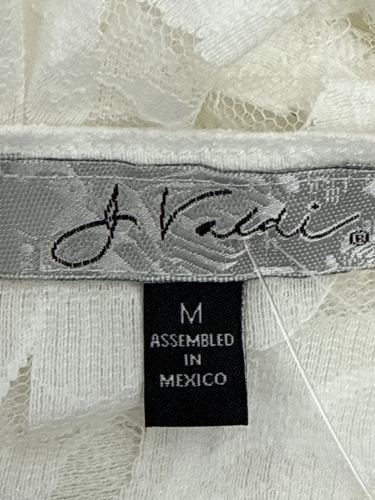 J. Valdi ®
M
ASSEMBLED
IN
MEXICO